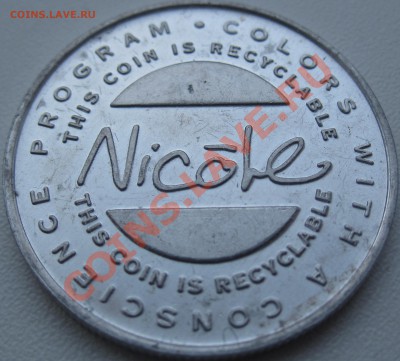 COINS.LAVE.RU
COLORS WITH A CONSCIENCE PROGRAM •
THIS COIN IS RECYCLABLE
Nicole
THIS COIN IS RECYCLABLE
COINS.LAVE.RU